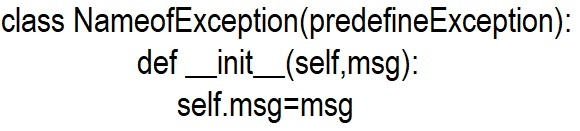 class NameofException(predefineException):
def __init__(self,msg):
self.msg=msg